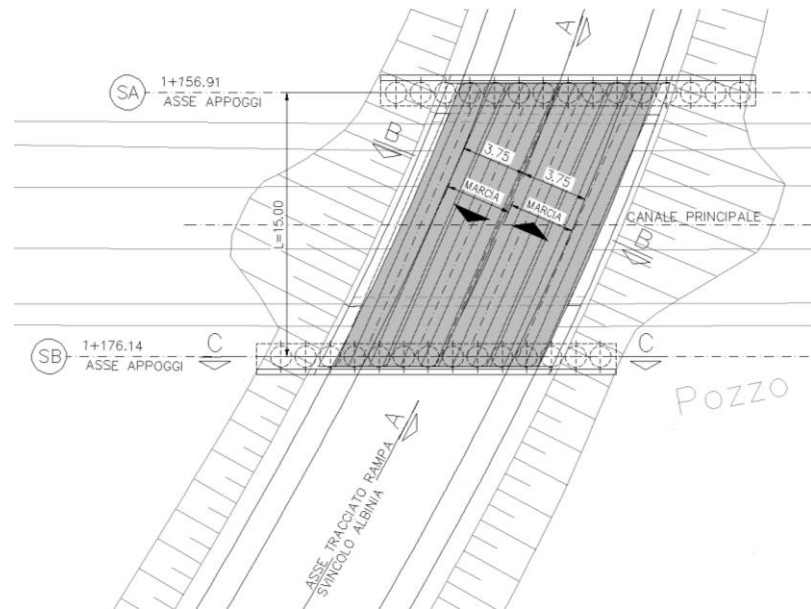 A
SA
1+156.91
ASSE APPOGGI
B
3.75
3.75
MARCIA
MARCIA
CANALE PRINCIPALE
B
L=15.00
SB
1+176.14
ASSE APPOGGI
C
C
Pozzo
A
ASSE TRACCIATO RAMPA
SVINCOLO ALBINIA